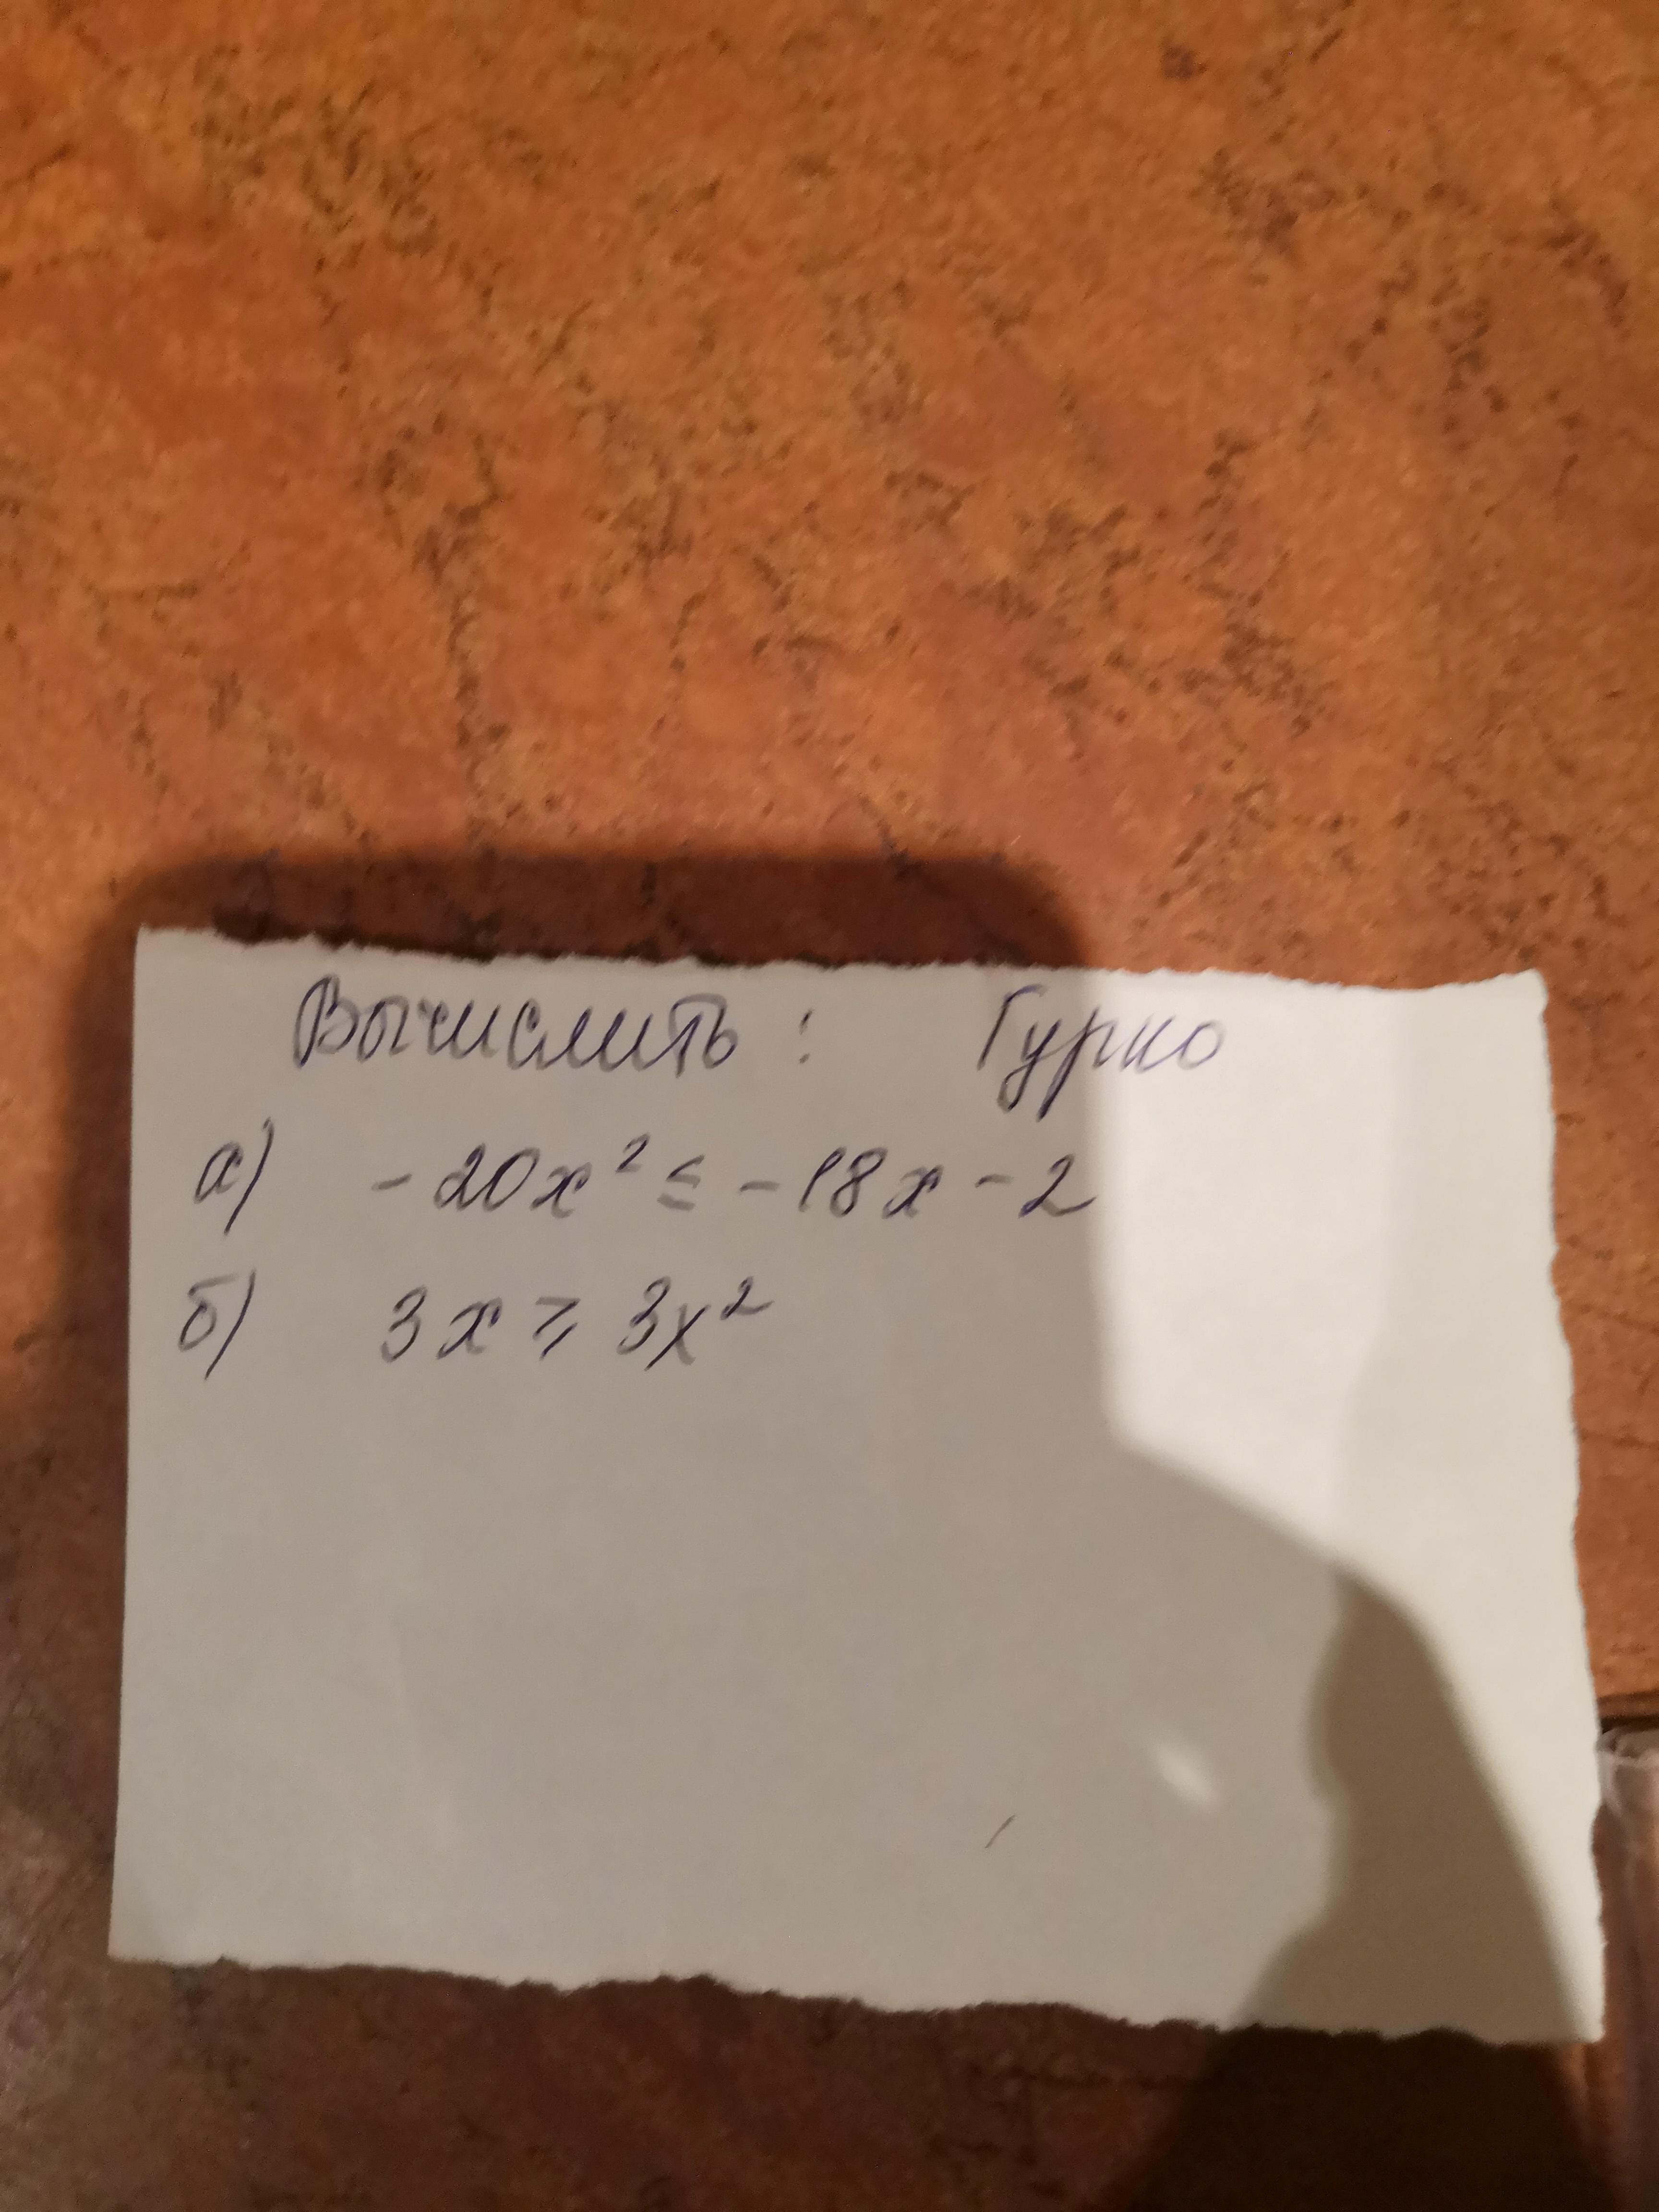 Вычислить: Гурко
а) -20x² ≤ -18x - 2
б) 3x ⩾ 3x²